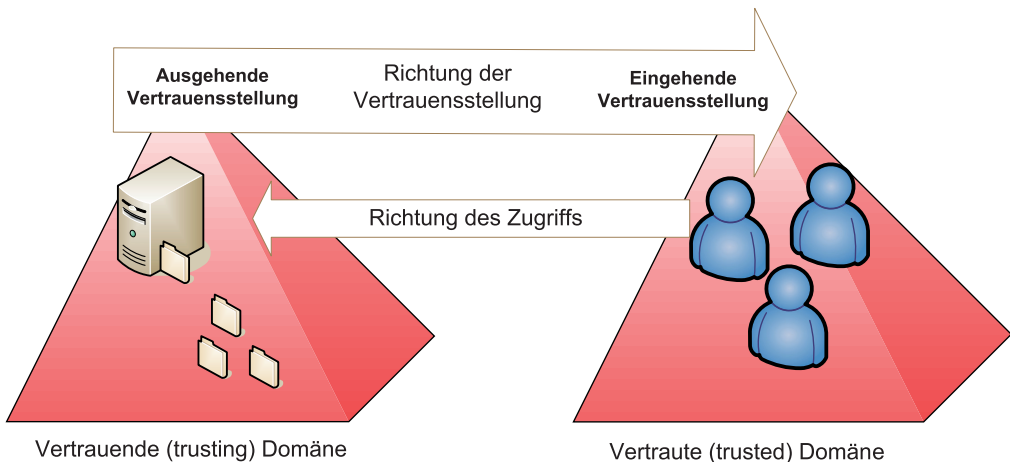 Ausgehende
Vertrauensstellung
Richtung der
Vertrauensstellung
Eingehende
Vertrauensstellung
Richtung des Zugriffs
Vertrauende (trusting) Domäne
Vertraute (trusted) Domäne